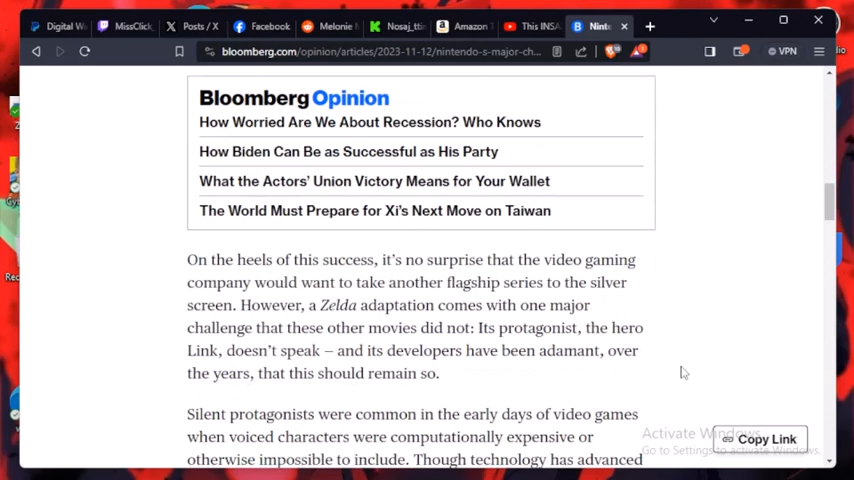 Digital We
MissClick
Posts / X
Facebook
Melonie M
Nosaj_ttin
Amazon T
This INSA
Ninte
bloomberg.com/opinion/articles/2023-11-12/nintendo-s-major-ch...
VPN
Bloomberg Opinion
How Worried Are We About Recession? Who Knows
How Biden Can Be as Successful as His Party
What the Actors' Union Victory Means for Your Wallet
The World Must Prepare for Xi's Next Move on Taiwan
On the heels of this success, it's no surprise that the video gaming
company would want to take another flagship series to the silver
screen. However, a Zelda adaptation comes with one major
challenge that these other movies did not: Its protagonist, the hero
Link, doesn't speak – and its developers have been adamant, over
the years, that this should remain so.
Silent protagonists were common in the early days of video games
when voiced characters were computationally expensive or
otherwise impossible to include. Though technology has advanced
Activate Windows
Go to Settings to activate Windows.
Copy Link